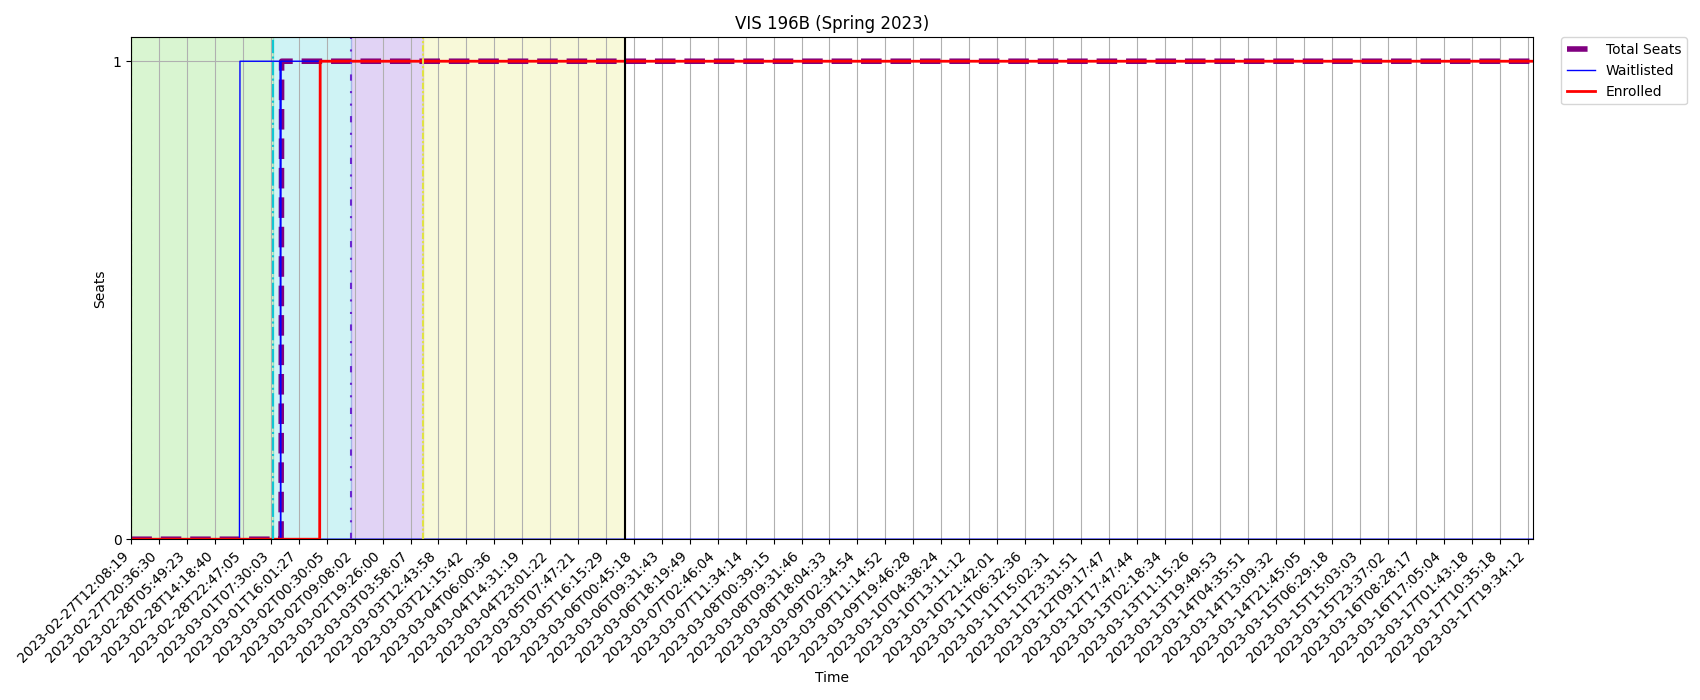 VIS 196B (Spring 2023)
Total Seats
Waitlisted
Enrolled
1
Seats
0
2023-02-27T12:08:19
2023-02-27T20:36:30
2023-02-28T05:49:23
2023-02-28T14:18:40
2023-02-28T22:47:05
2023-03-01T07:30:03
2023-03-01T16:01:27
2023-03-02T00:30:05
2023-03-02T09:08:02
2023-03-02T19:26:00
2023-03-03T03:58:07
2023-03-03T12:43:58
2023-03-03T21:15:42
2023-03-04T06:00:36
2023-03-04T14:31:19
2023-03-04T23:01:22
2023-03-05T07:47:21
2023-03-05T16:15:29
2023-03-06T00:45:18
2023-03-06T09:31:43
2023-03-06T18:19:49
2023-03-07T02:46:04
2023-03-07T11:34:14
2023-03-08T00:39:15
2023-03-08T09:31:46
2023-03-08T18:04:33
2023-03-09T02:34:54
2023-03-09T11:14:52
2023-03-09T19:46:28
2023-03-10T04:38:24
2023-03-10T13:11:12
2023-03-10T21:42:01
2023-03-11T06:32:36
2023-03-11T15:02:31
2023-03-11T23:31:51
2023-03-12T09:17:47
2023-03-12T17:47:44
2023-03-13T02:18:34
2023-03-13T11:15:26
2023-03-13T19:49:53
2023-03-14T04:35:51
2023-03-14T13:09:32
2023-03-14T21:45:05
2023-03-15T06:29:18
2023-03-15T15:03:03
2023-03-15T23:37:02
2023-03-16T08:28:17
2023-03-16T17:05:04
2023-03-17T01:43:18
2023-03-17T10:35:18
2023-03-17T19:34:12
Time